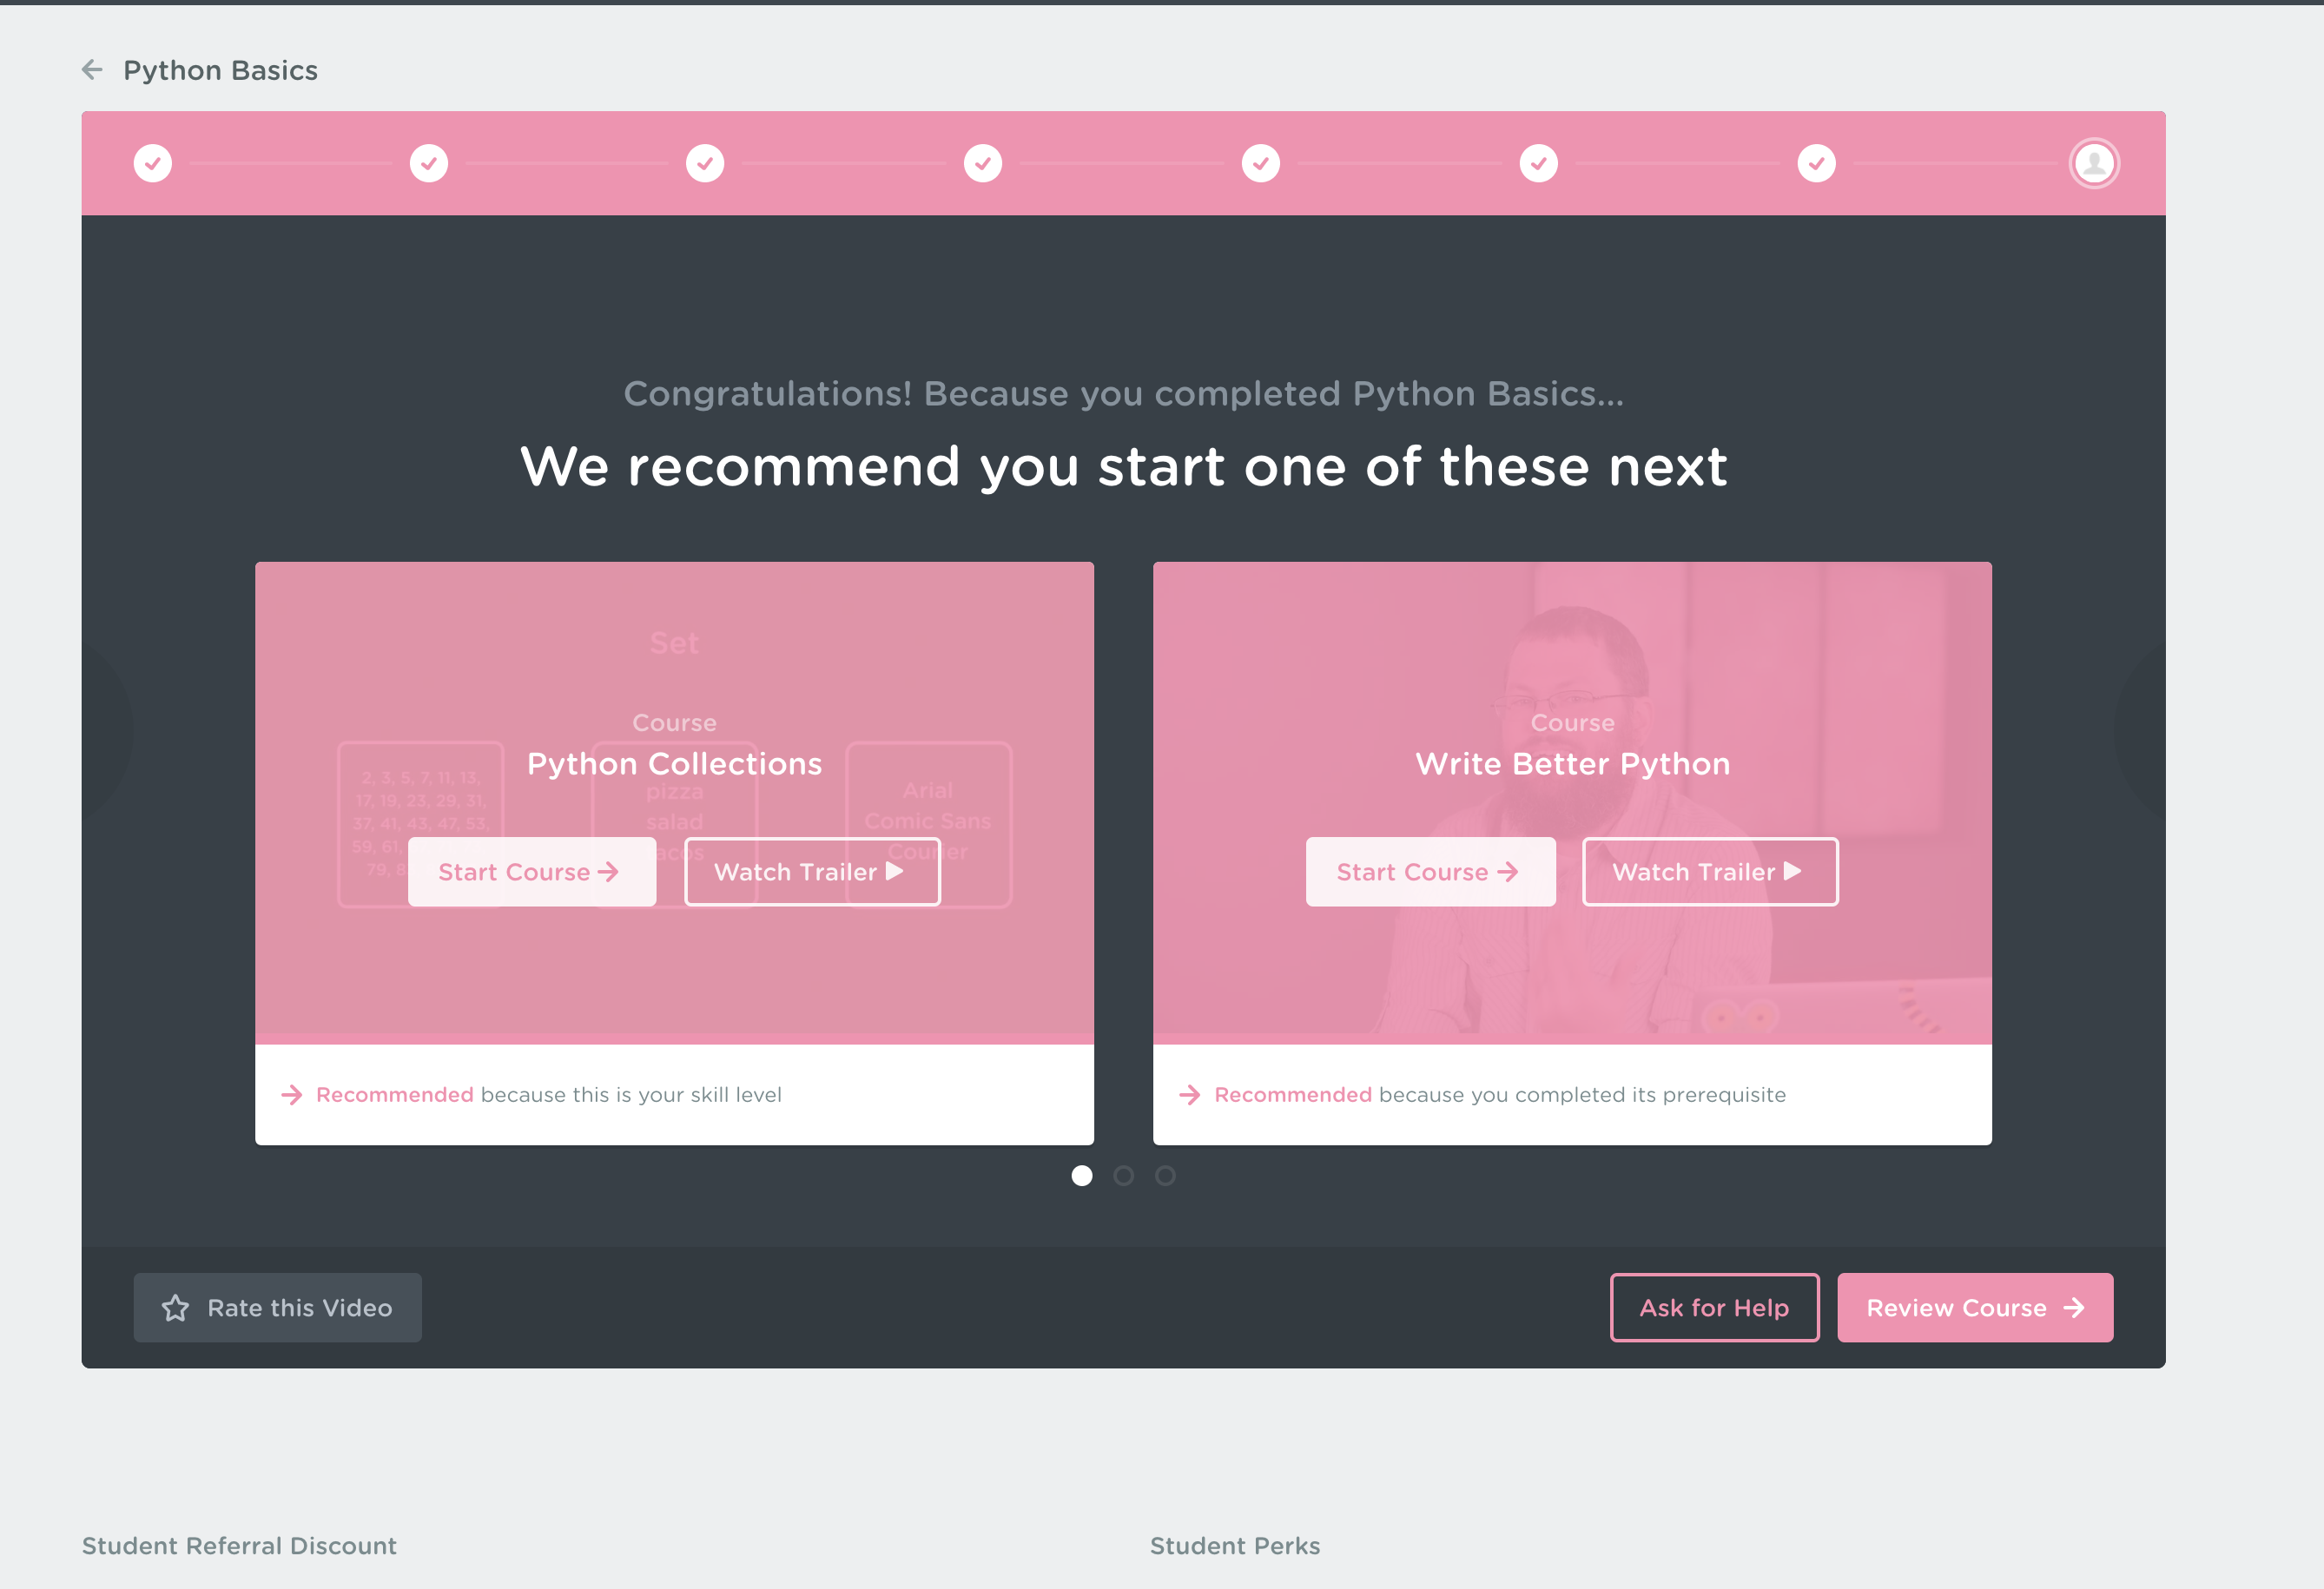 Python Basics
Congratulations! Because you completed Python Basics...
We recommend you start one of these next
Set
Course
Python Collections
2, 3, 5, 7, 11, 13,
17, 19, 23, 29, 31,
37, 41, 43, 47, 53,
59, 61,
79,
pizza
salad
Arial
Comic Sans
Courier
Start Course
Watch Trailer
Recommended because this is your skill level
Course
Write Better Python
Start Course
Watch Trailer
Recommended because you completed its prerequisite
Rate this Video
Ask for Help
Review Course
Student Referral Discount
Student Perks